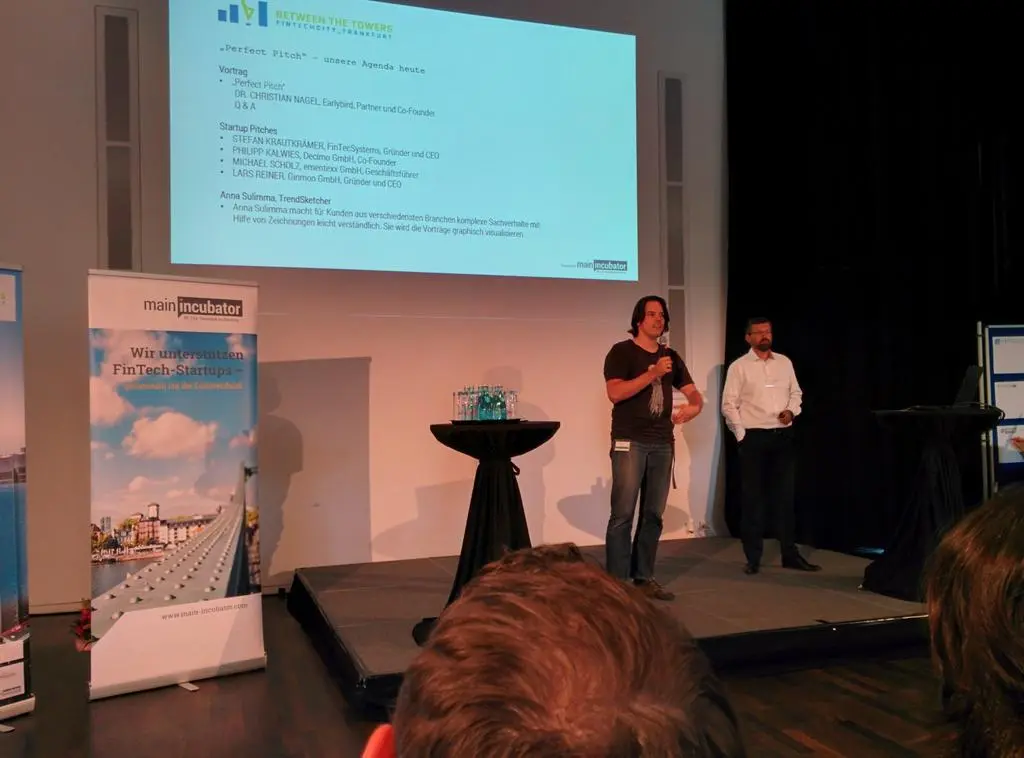 BETWEEN THE TOWERS
FINTECHCITY_FRANKFURT
„Perfect Pitch“ – unsere Agenda heute
Vortrag
• „Perfect Pitch“
DR. CHRISTIAN NAGEL, Earlybird, Partner und Co-Founder
Q & A
Startup Pitches
• STEFAN KRAUTKRÄMER, FinTecSystems, Gründer und CEO
• PHILIPP KALWIES, Decimo GmbH, Co-Founder
• MICHAEL SCHOLZ, ementexx GmbH, Geschäftsführer
• LARS REINER, Ginmon GmbH, Gründer und CEO
Anna Sulimma, TrendSketcher
• Anna Sulimma macht für Kunden aus verschiedensten Branchen komplexe Sachverhalte mit
Hilfe von Zeichnungen leicht verständlich. Sie wird die Vorträge graphisch visualisieren.
main incubator
main incubator
Wir unterstützen
FinTech-Startups –
www.main-incubator.com